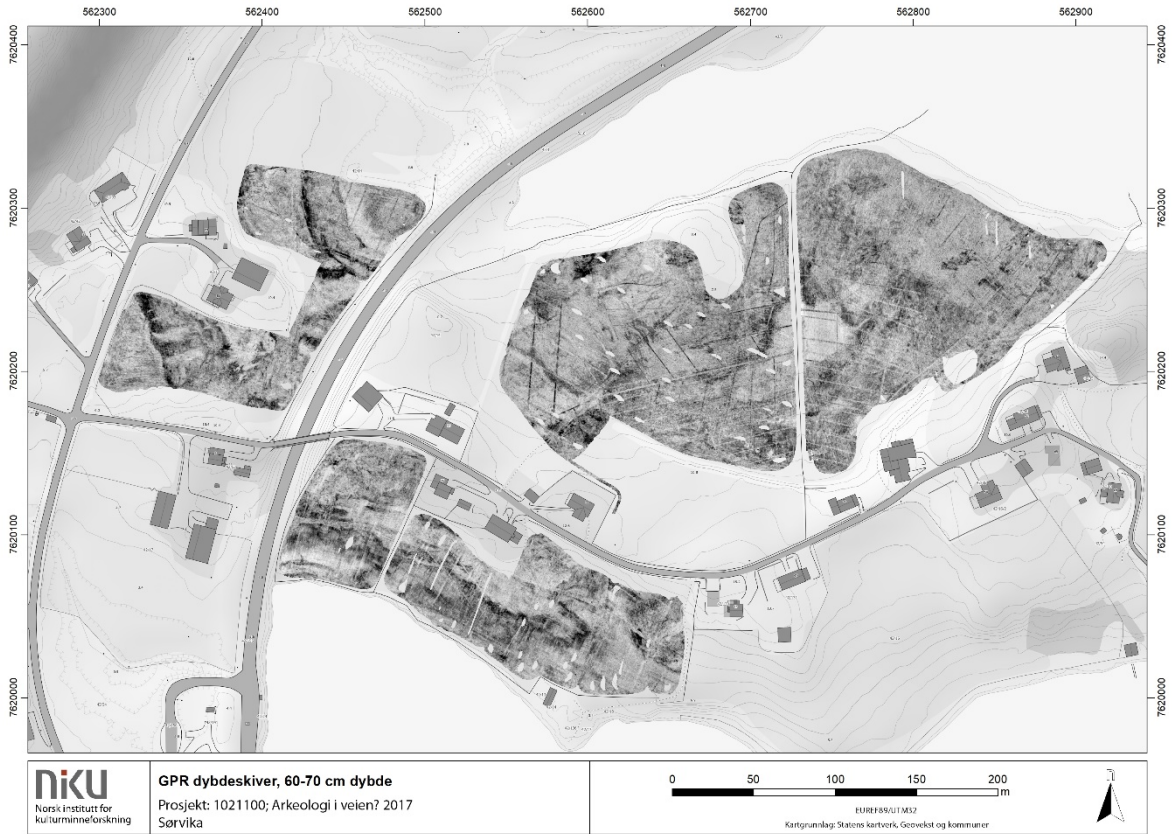 562300 562400 562500 562600 562700 562800 562900
7620400 7620400
7620300 7620300
7620200 7620200
7620100 7620100
7620000 7620000
niku
Norsk institutt for
kulturminneforskning
GPR dybdeskiver, 60-70 cm dybde
Prosjekt: 1021100; Arkeologi i veien? 2017
Sørvika
0 50 100 150 200
m
EUREF89/UTM32
Kartgrunnlag: Statens kartverk, Geovekst og kommuner